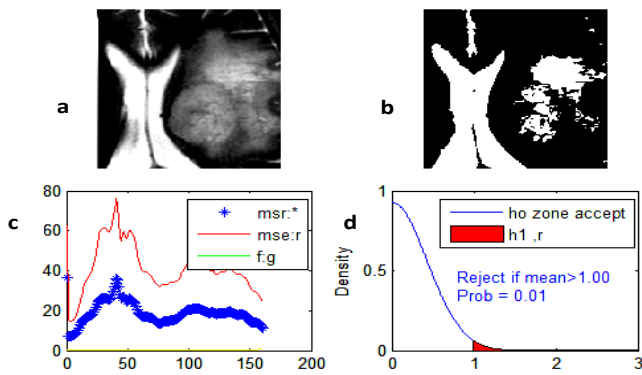 a
b
c
80
60
40
20
0
0
50
100
150
200
msr:*
mse:r
f:g
d
Density
1
0.5
0
0
1
2
3
ho zone accept
h1 ,r
Reject if mean>1.00
Prob = 0.01